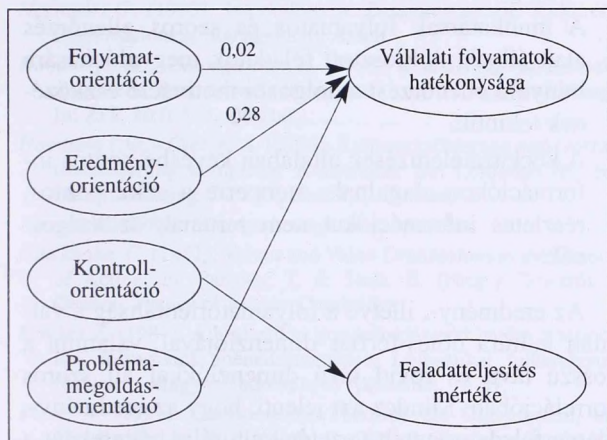 Folyamat-
orientáció
0,02
Vállalati folyamatok
hatékonysága
0,28
Eredmény-
orientáció
Kontroll-
orientáció
Probléma-
megoldás-
orientáció
Feladatteljesítés
mértéke